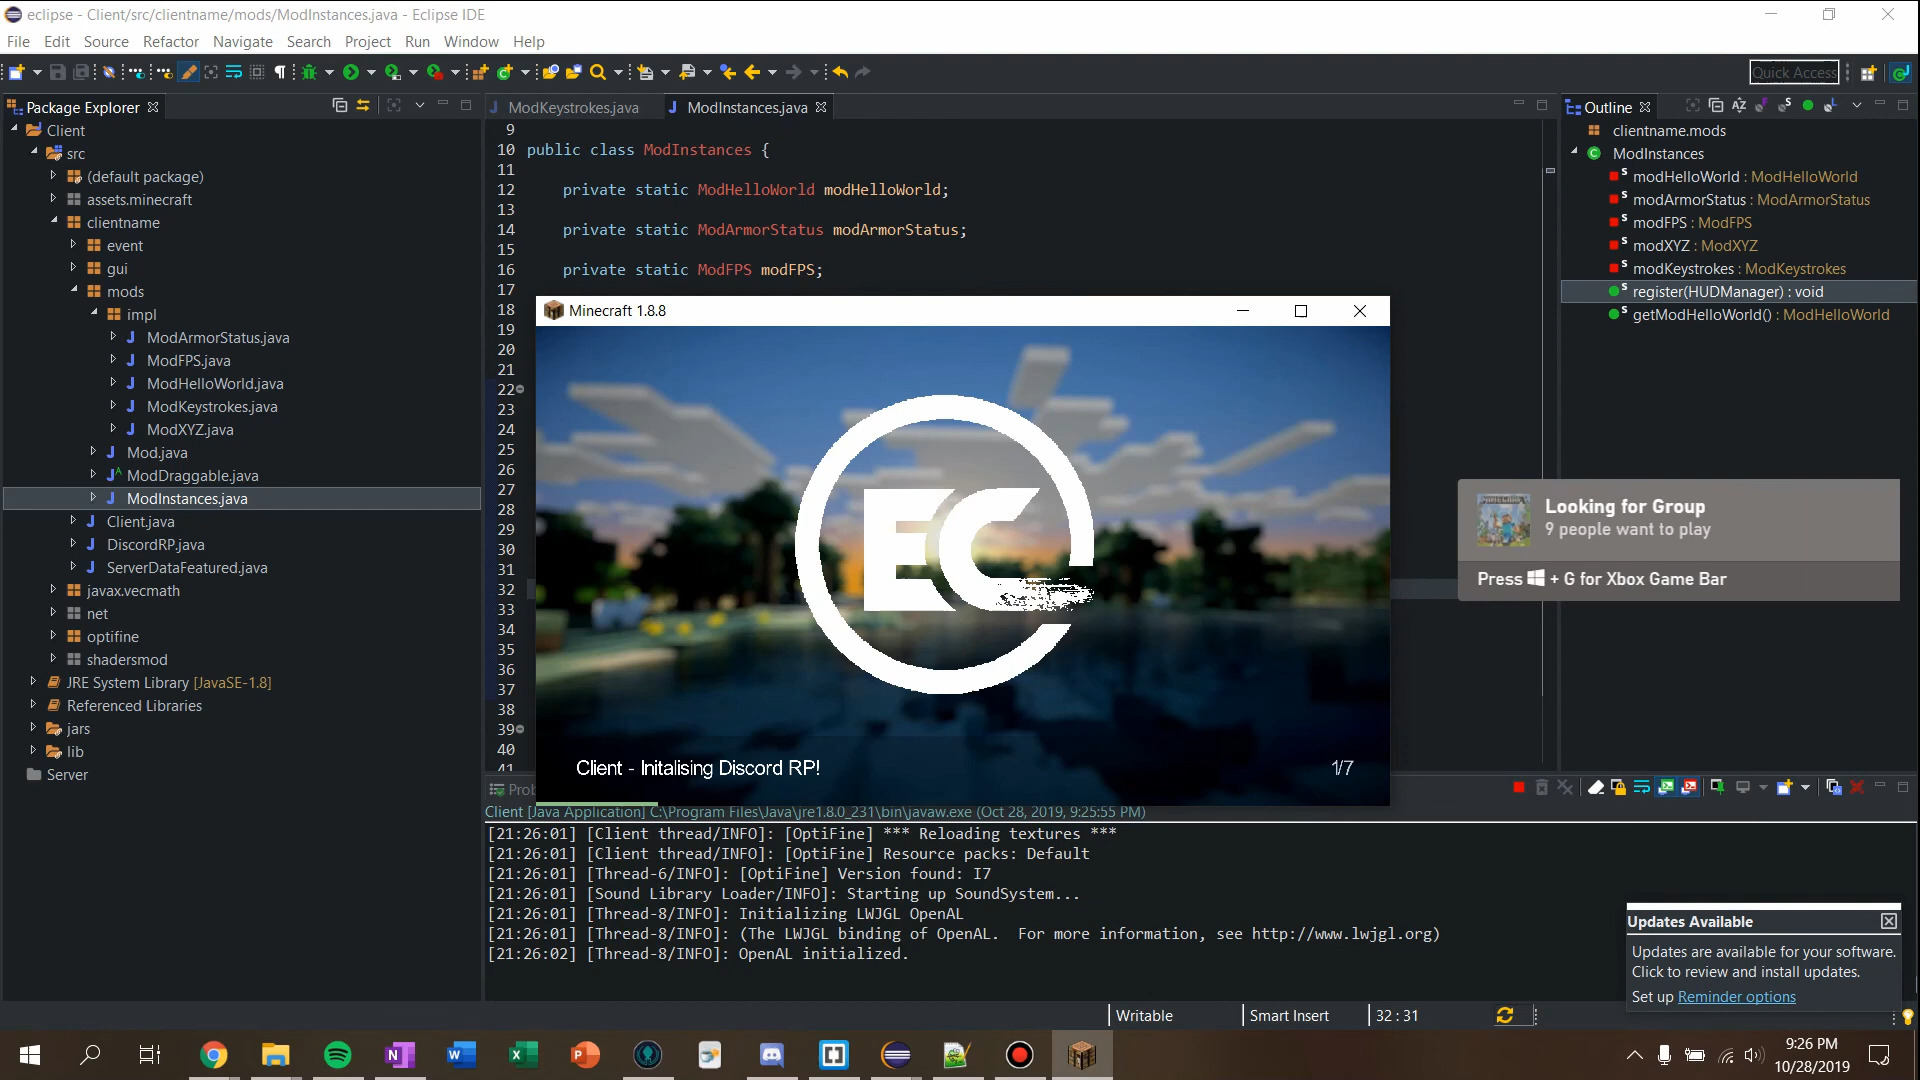 eclipse - Client/src/clientname/mods/ModInstances.java - Eclipse IDE
File Edit Source Refactor Navigate Search Project Run Window Help
Quick Access
Package Explorer
Client
src
(default package)
assets.minecraft
clientname
event
gui
mods
impl
ModArmorStatus.java
ModFPS.java
ModHelloWorld.java
ModKeystrokes.java
ModXYZ.java
Mod.java
ModDraggable.java
ModInstances.java
Client.java
DiscordRP.java
ServerDataFeatured.java
javax.vecmath
net
optifine
shadersmod
JRE System Library [JavaSE-1.8]
Referenced Libraries
jars
lib
Server
ModKeystrokes.java ModInstances.java
9
10 public class ModInstances {
11
12 private static ModHelloWorld modHelloWorld;
13
14 private static ModArmorStatus modArmorStatus;
15
16 private static ModFPS modFPS;
17
18
19
20
21
22
23
24
25
26
27
28
29
30
31
32
33
34
35
36
37
38
39
40
41
Minecraft 1.8.8
EC
Client - Initalising Discord RP!
1/7
Outline
clientname.mods
ModInstances
modHelloWorld : ModHelloWorld
modArmorStatus : ModArmorStatus
modFPS : ModFPS
modXYZ : ModXYZ
modKeystrokes : ModKeystrokes
register(HUDManager) : void
getModHelloWorld() : ModHelloWorld
Looking for Group
9 people want to play
Press + G for Xbox Game Bar
Prob
Client [Java Application] C:\Program Files\Java\jre1.8.0_231\bin\javaw.exe (Oct 28, 2019, 9:25:55 PM)
[21:26:01] [Client thread/INFO]: [OptiFine] *** Reloading textures ***
[21:26:01] [Client thread/INFO]: [OptiFine] Resource packs: Default
[21:26:01] [Thread-6/INFO]: [OptiFine] Version found: I7
[21:26:01] [Sound Library Loader/INFO]: Starting up SoundSystem...
[21:26:01] [Thread-8/INFO]: Initializing LWJGL OpenAL
[21:26:01] [Thread-8/INFO]: (The LWJGL binding of OpenAL.  For more information, see http://www.lwjgl.org)
[21:26:02] [Thread-8/INFO]: OpenAL initialized.
Updates Available
Updates are available for your software.
Click to review and install updates.
Set up Reminder options
Writable Smart Insert 32 : 31
9:26 PM
10/28/2019